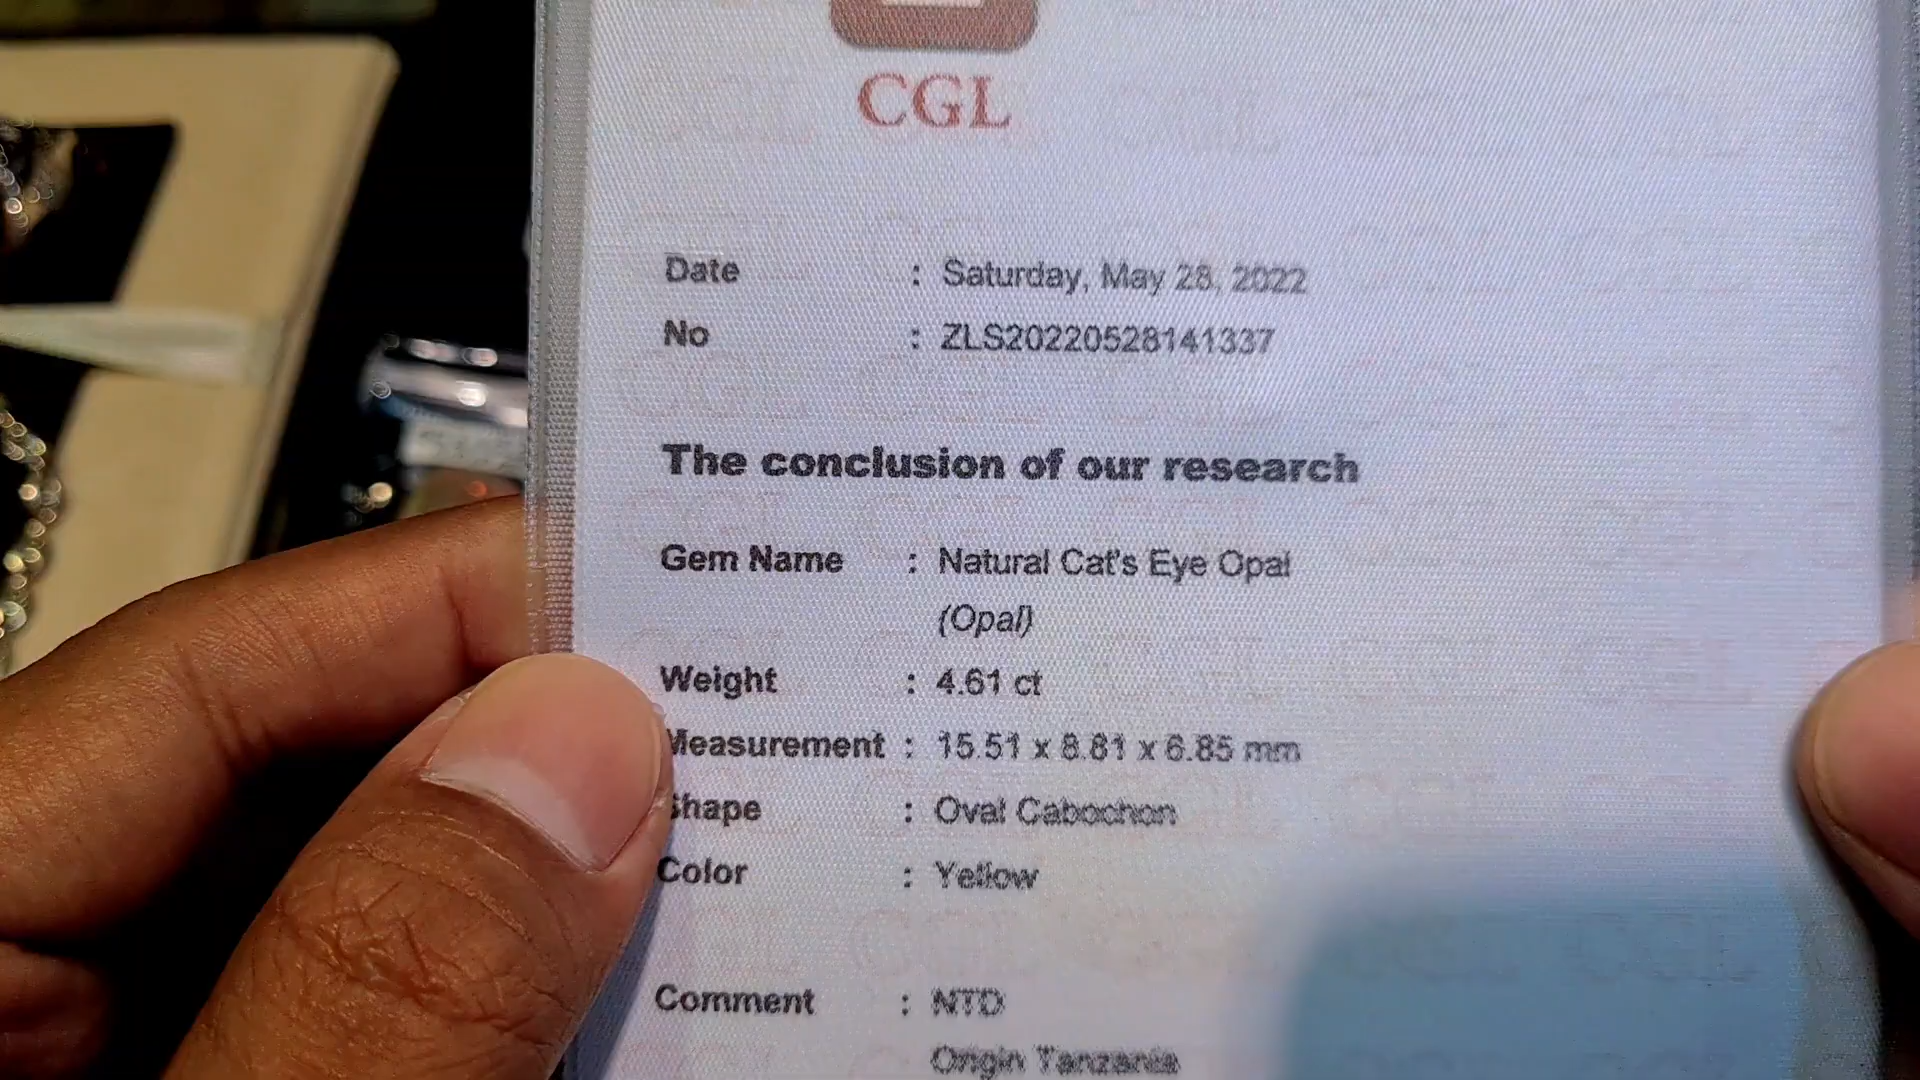 CGL
Date : Saturday, May 28, 2022
No : ZLS20220528141337
The conclusion of our research
Gem Name : Natural Cat's Eye Opal
(Opal)
Weight : 4.61 ct
Measurement : 15.51 x 8.81 x 6.85 mm
Shape : Oval Cabochon
Color : Yellow
Comment : NTD
Origin Tanzania